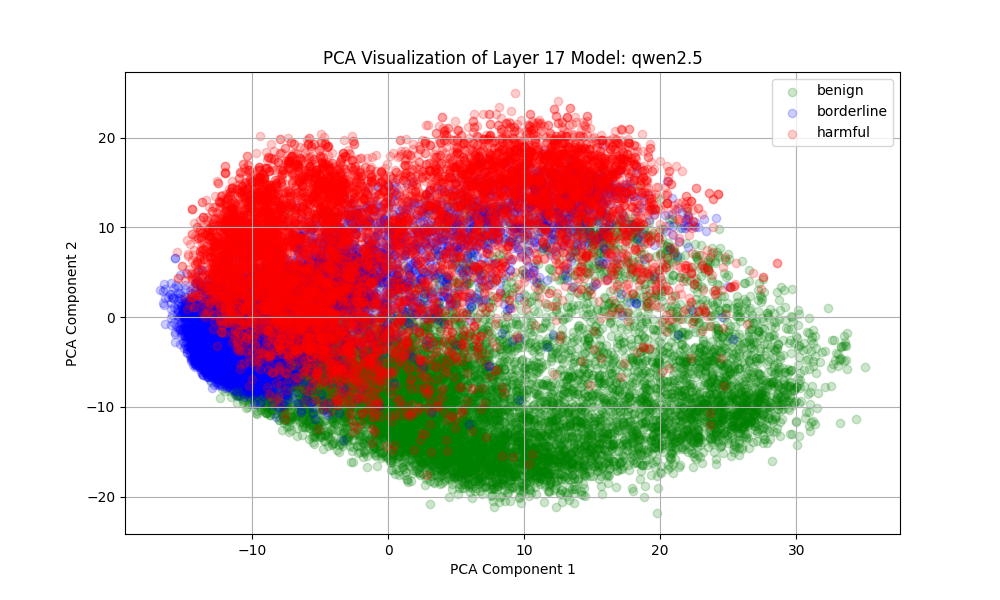 PCA Visualization of Layer 17 Model: qwen2.5
benign
borderline
harmful
20
10
0
−10
−20
PCA Component 2
−10
0
10
20
30
PCA Component 1